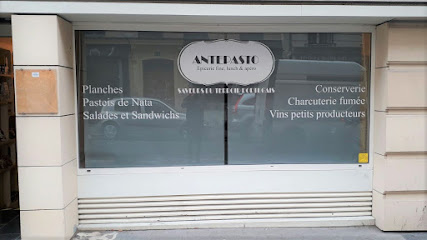 ANTEPASTO
Épicerie fine, lunch & apéro
SAVEURS DU TERROIR PORTUGAIS
Planches
Pasteis de Nata
Salades et Sandwichs
Conserverie
Charcuterie fumée
Vins petits producteurs